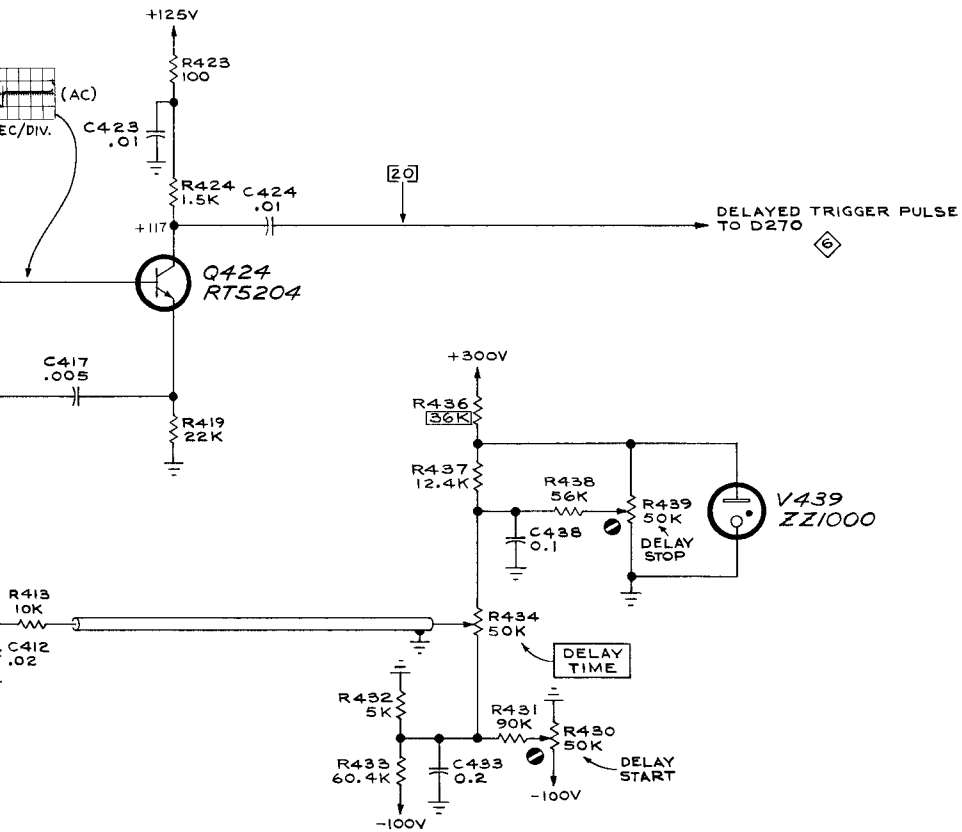 +125V
R423
100
(AC)
EC/DIV.
C423
.01
R424
1.5K
C424
.01
20
+117
DELAYED TRIGGER PULSE
TO D270
6
Q424
RT5204
C417
.005
R419
22K
+300V
R436
36K
R437
12.4K
R438
56K
C438
0.1
R439
50K
DELAY
STOP
V439
ZZ1000
R413
10K
C412
.02
R434
50K
DELAY
TIME
R432
5K
R431
90K
R430
50K
R433
60.4K
C433
0.2
DELAY
START
-100V
-100V